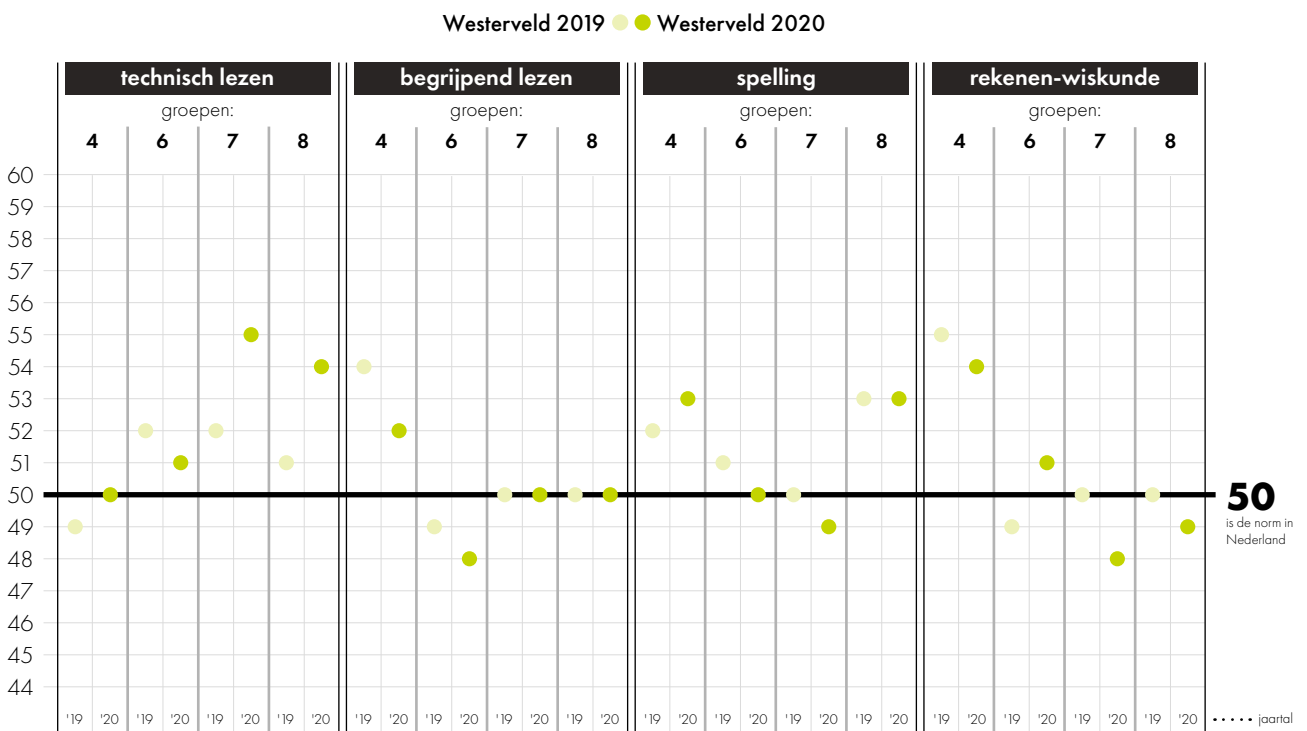 Westerveld 2019 Westerveld 2020
technisch lezen begrijpend lezen spelling rekenen-wiskunde
groepen: groepen: groepen: groepen:
4 6 7 8 4 6 7 8 4 6 7 8 4 6 7 8
60
59
58
57
56
55
54
53
52
51
50
50
is de norm in
Nederland
49
48
47
46
45
44
'19 '20 '19 '20 '19 '20 '19 '20 '19 '20 '19 '20 '19 '20 '19 '20 '19 '20 '19 '20 '19 '20 '19 '20 '19 '20 '19 '20 '19 '20 '19 '20 ..... jaartal